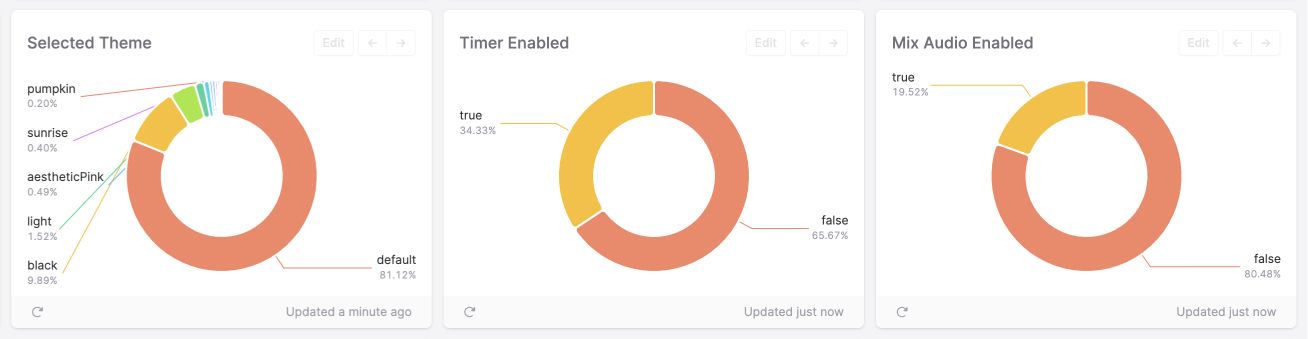 Selected Theme
Edit
pumpkin
0.20%
sunrise
0.40%
aestheticPink
0.49%
light
1.52%
black
9.89%
default
81.12%
Updated a minute ago
Timer Enabled
Edit
true
34.33%
false
65.67%
Updated just now
Mix Audio Enabled
Edit
true
19.52%
false
80.48%
Updated just now